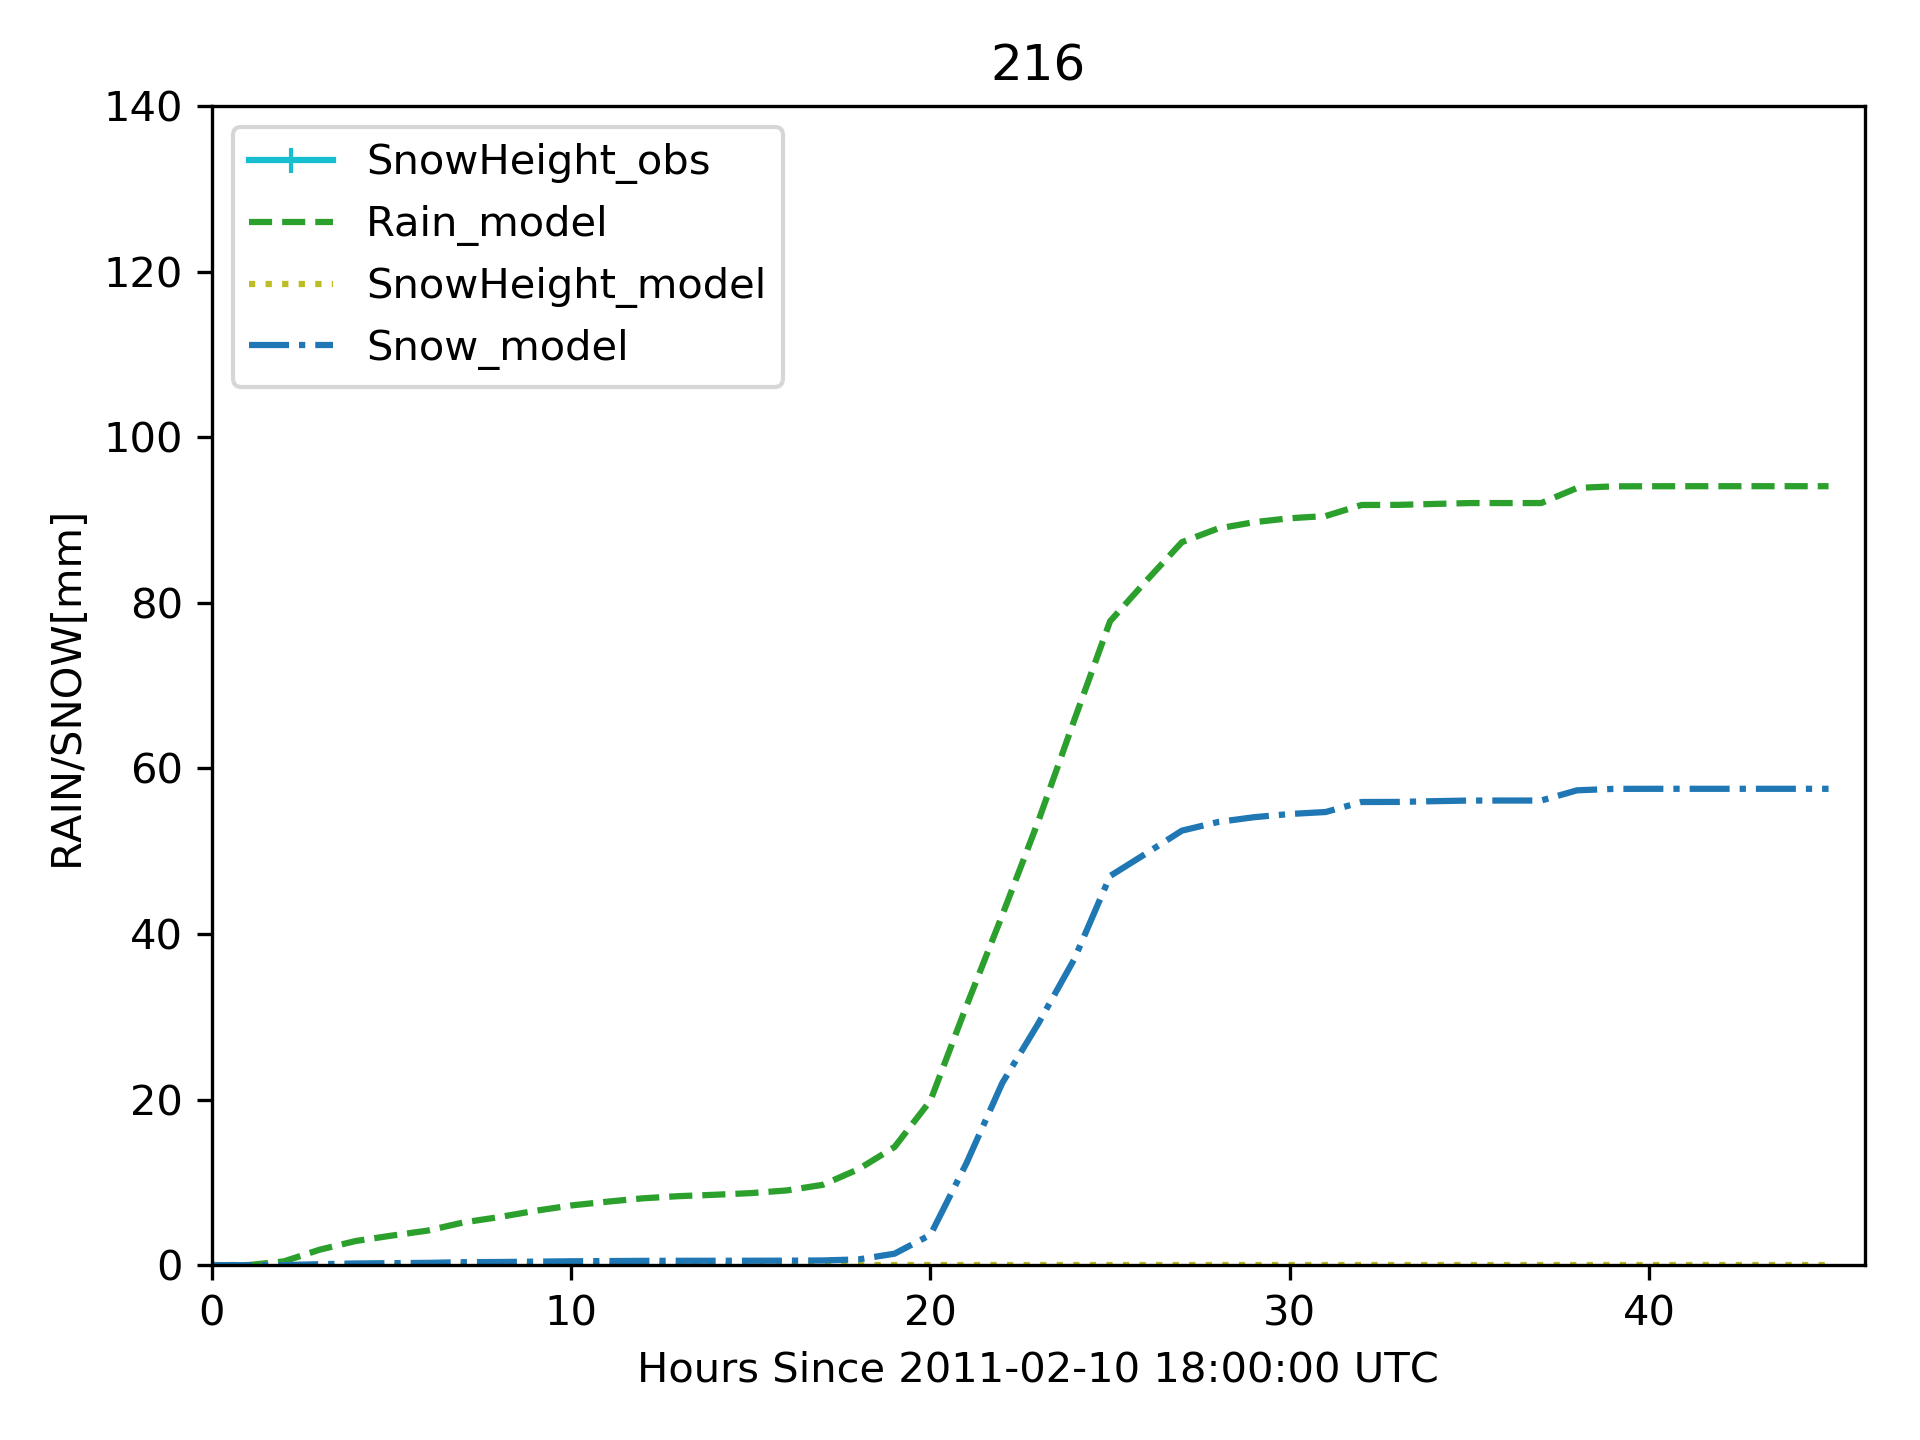 216
140
120
100
80
60
40
20
0
RAIN/SNOW[mm]
SnowHeight_obs
Rain_model
SnowHeight_model
Snow_model
0 10 20 30 40
Hours Since 2011-02-10 18:00:00 UTC